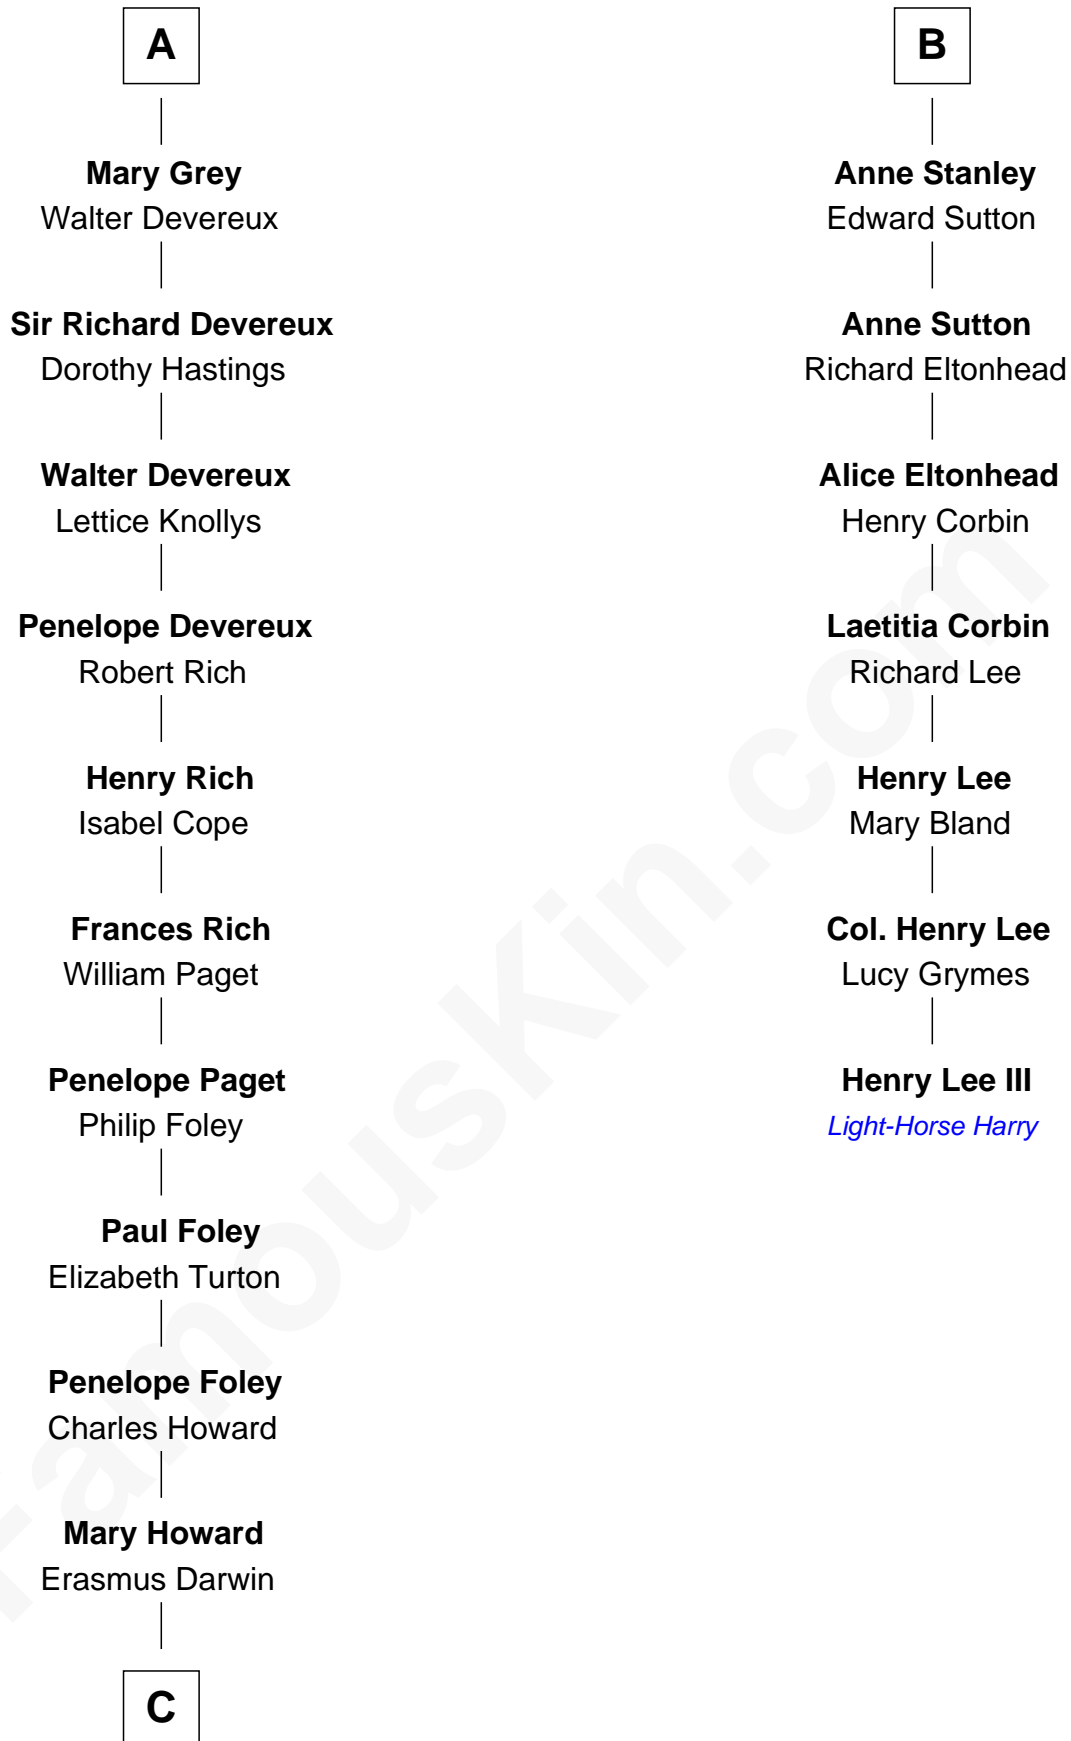 A
Mary Grey
Walter Devereux
Sir Richard Devereux
Dorothy Hastings
Walter Devereux
Lettice Knollys
Penelope Devereux
Robert Rich
Henry Rich
Isabel Cope
Frances Rich
William Paget
Penelope Paget
Philip Foley
Paul Foley
Elizabeth Turton
Penelope Foley
Charles Howard
Mary Howard
Erasmus Darwin
C
B
Anne Stanley
Edward Sutton
Anne Sutton
Richard Eltonhead
Alice Eltonhead
Henry Corbin
Laetitia Corbin
Richard Lee
Henry Lee
Mary Bland
Col. Henry Lee
Lucy Grymes
Henry Lee III
Light-Horse Harry
FamousKin.com